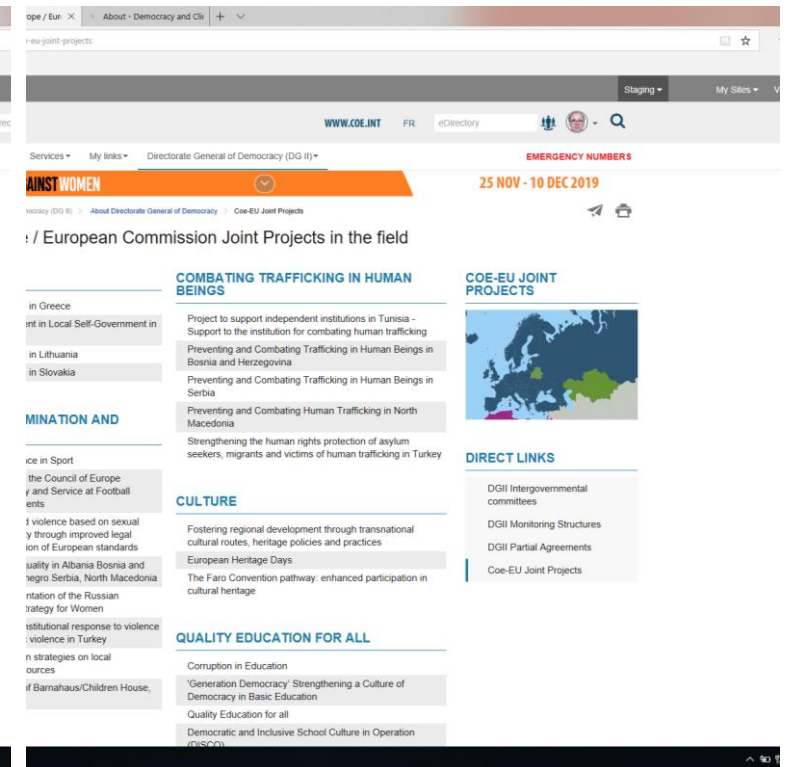 ope / Eur
About - Democracy and Cli
e-eu-joint-projects
Staging
My Sites
V
rec
WWW.COE.INT
FR
eDirectory
Services
My links
Directorate General of Democracy (DG II)
EMERGENCY NUMBERS
AINST WOMEN
25 NOV - 10 DEC 2019
nocracy (DG II) > About Directorate General of Democracy > Coe-EU Joint Projects
/ European Commission Joint Projects in the field
in Greece
ent in Local Self-Government in
in Lithuania
in Slovakia
MINATION AND
nce in Sport
the Council of Europe
y and Service at Football
ents
d violence based on sexual
ty through improved legal
ion of European standards
uality in Albania Bosnia and
negro Serbia, North Macedonia
ntation of the Russian
trategy for Women
nstitutional response to violence
violence in Turkey
n strategies on local
ources
of Barnahaus/Children House,
COMBATING TRAFFICKING IN HUMAN
BEINGS
Project to support independent institutions in Tunisia -
Support to the institution for combating human trafficking
Preventing and Combating Trafficking in Human Beings in
Bosnia and Herzegovina
Preventing and Combating Trafficking in Human Beings in
Serbia
Preventing and Combating Human Trafficking in North
Macedonia
Strengthening the human rights protection of asylum
seekers, migrants and victims of human trafficking in Turkey
CULTURE
Fostering regional development through transnational
cultural routes, heritage policies and practices
European Heritage Days
The Faro Convention pathway: enhanced participation in
cultural heritage
QUALITY EDUCATION FOR ALL
Corruption in Education
'Generation Democracy' Strengthening a Culture of
Democracy in Basic Education
Quality Education for all
Democratic and Inclusive School Culture in Operation
(DISCO)
COE-EU JOINT
PROJECTS
DIRECT LINKS
DGII Intergovernmental
committees
DGII Monitoring Structures
DGII Partial Agreements
Coe-EU Joint Projects